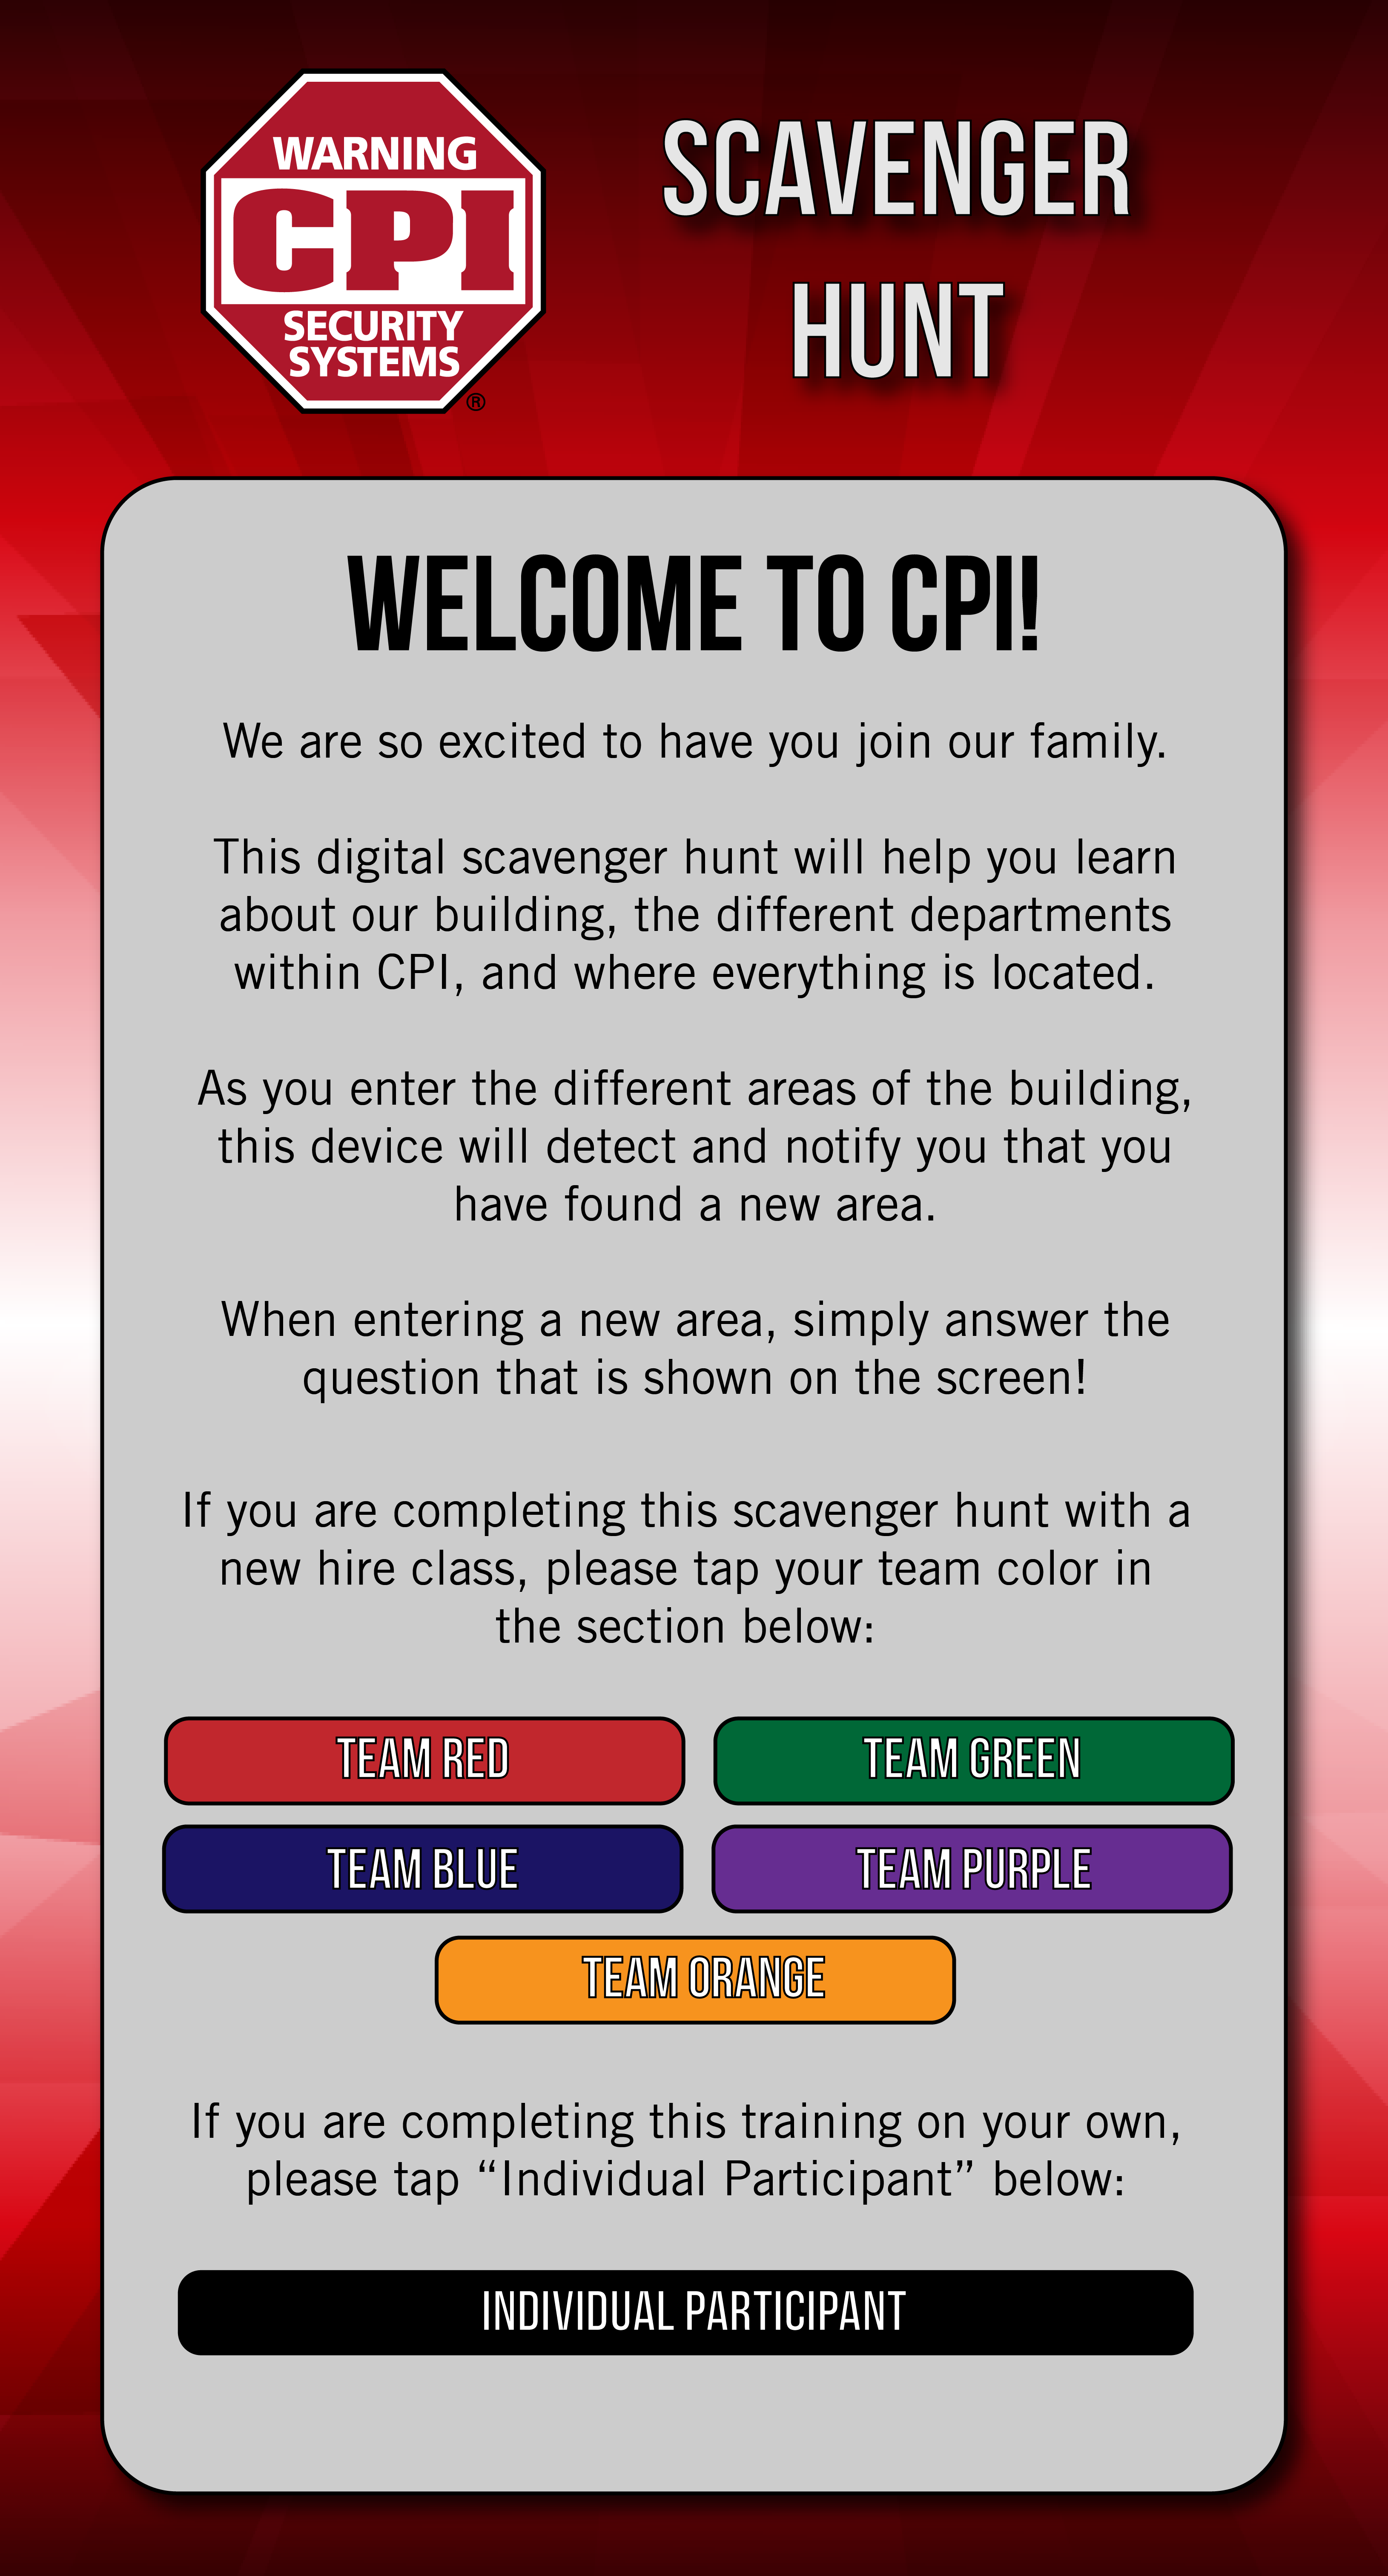 WARNING
CPI
SECURITY
SYSTEMS
®
SCAVENGER
HUNT
WELCOME TO CPI!
We are so excited to have you join our family.
This digital scavenger hunt will help you learn
about our building, the different departments
within CPI, and where everything is located.
As you enter the different areas of the building,
this device will detect and notify you that you
have found a new area.
When entering a new area, simply answer the
question that is shown on the screen!
If you are completing this scavenger hunt with a
new hire class, please tap your team color in
the section below:
TEAM RED
TEAM GREEN
TEAM BLUE
TEAM PURPLE
TEAM ORANGE
If you are completing this training on your own,
please tap “Individual Participant” below:
INDIVIDUAL PARTICIPANT